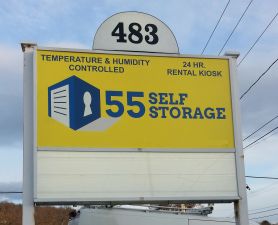 483
TEMPERATURE & HUMIDITY
CONTROLLED
24 HR.
RENTAL KIOSK
55 SELF
STORAGE